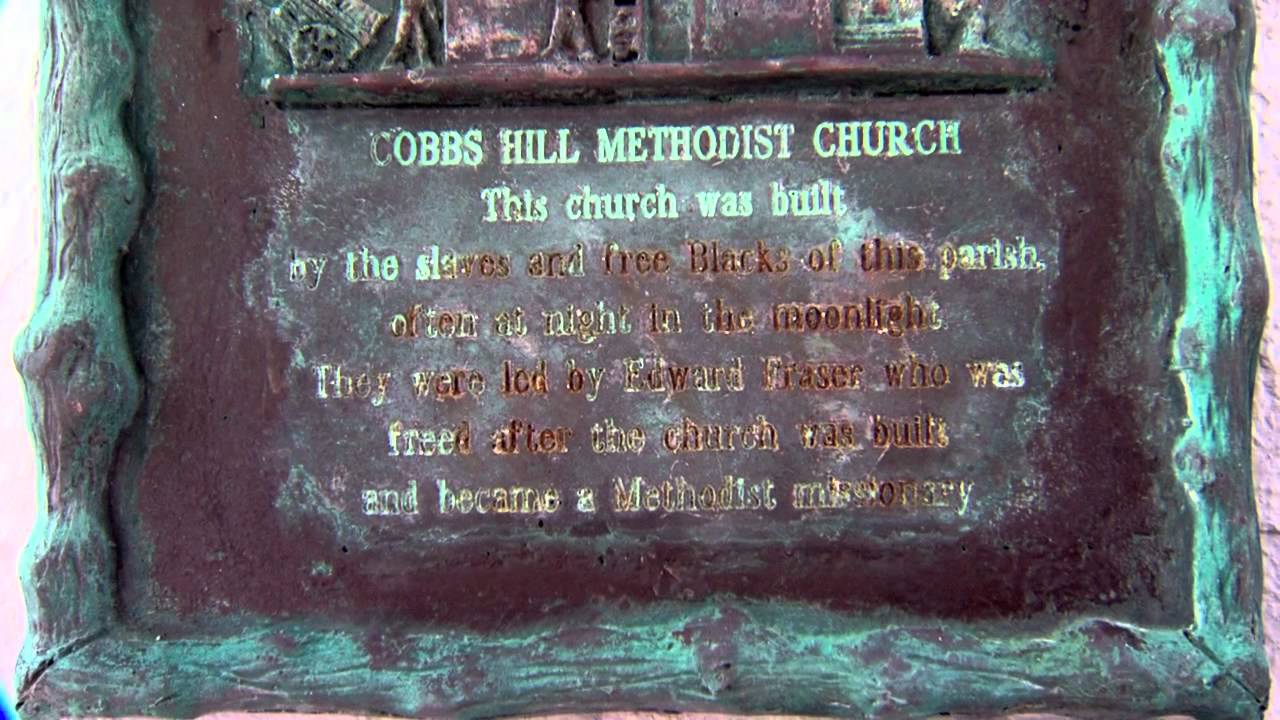 COBBS HILL METHODIST CHURCH
This church was built
by the slaves and free Blacks of this parish,
often at night in the moonlight
They were led by Edward Fraser who was
freed after the church was built
and became a Methodist missionary